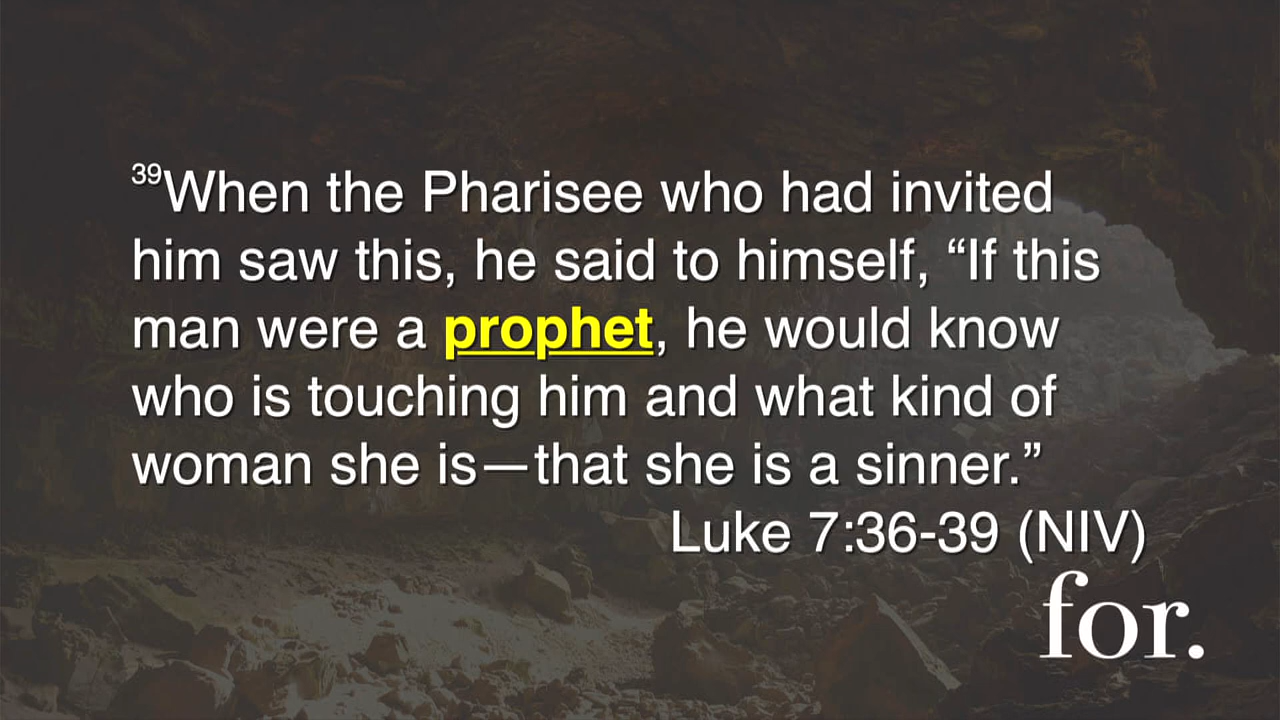 39When the Pharisee who had invited
him saw this, he said to himself, “If this
man were a prophet, he would know
who is touching him and what kind of
woman she is—that she is a sinner.”
Luke 7:36-39 (NIV)
for.